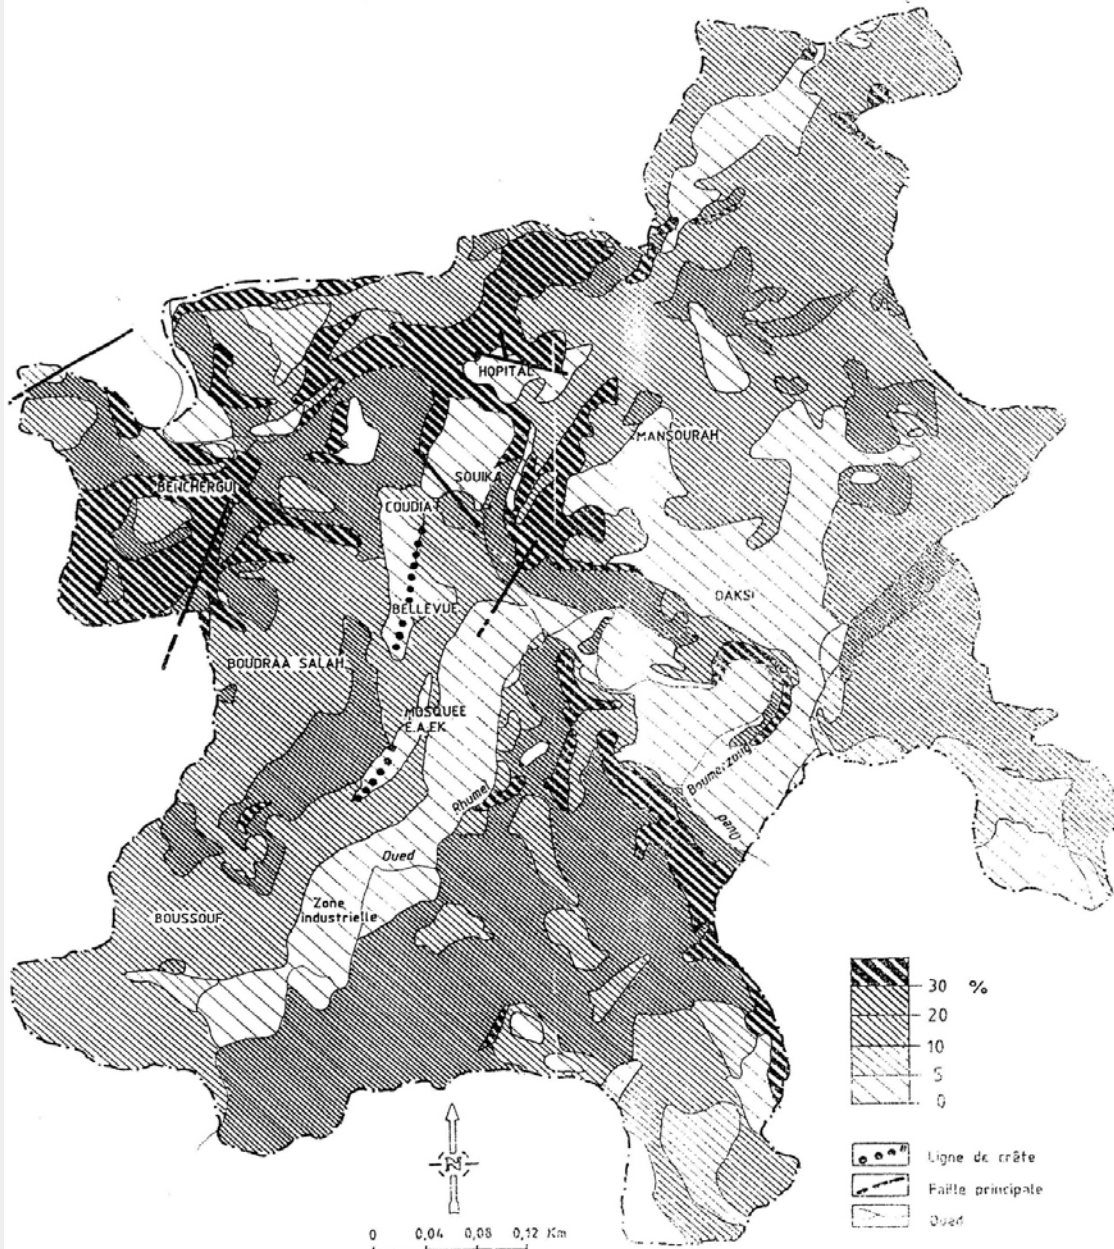 HOPITAL
MANSOURAH
SOUIKA
BENCHERGUI
COUDIAT
DAKSI
BELLEVUE
BOUDRAA SALAH
MOSQUEE
E.A.EK
Boumerzoug
Rhumel
Oued
Oued
Zone
industrielle
BOUSSOUF
30 %
20
10
5
0
N
Ligne de crête
Faille principale
Oued
0 0,04 0,08 0,12 Km